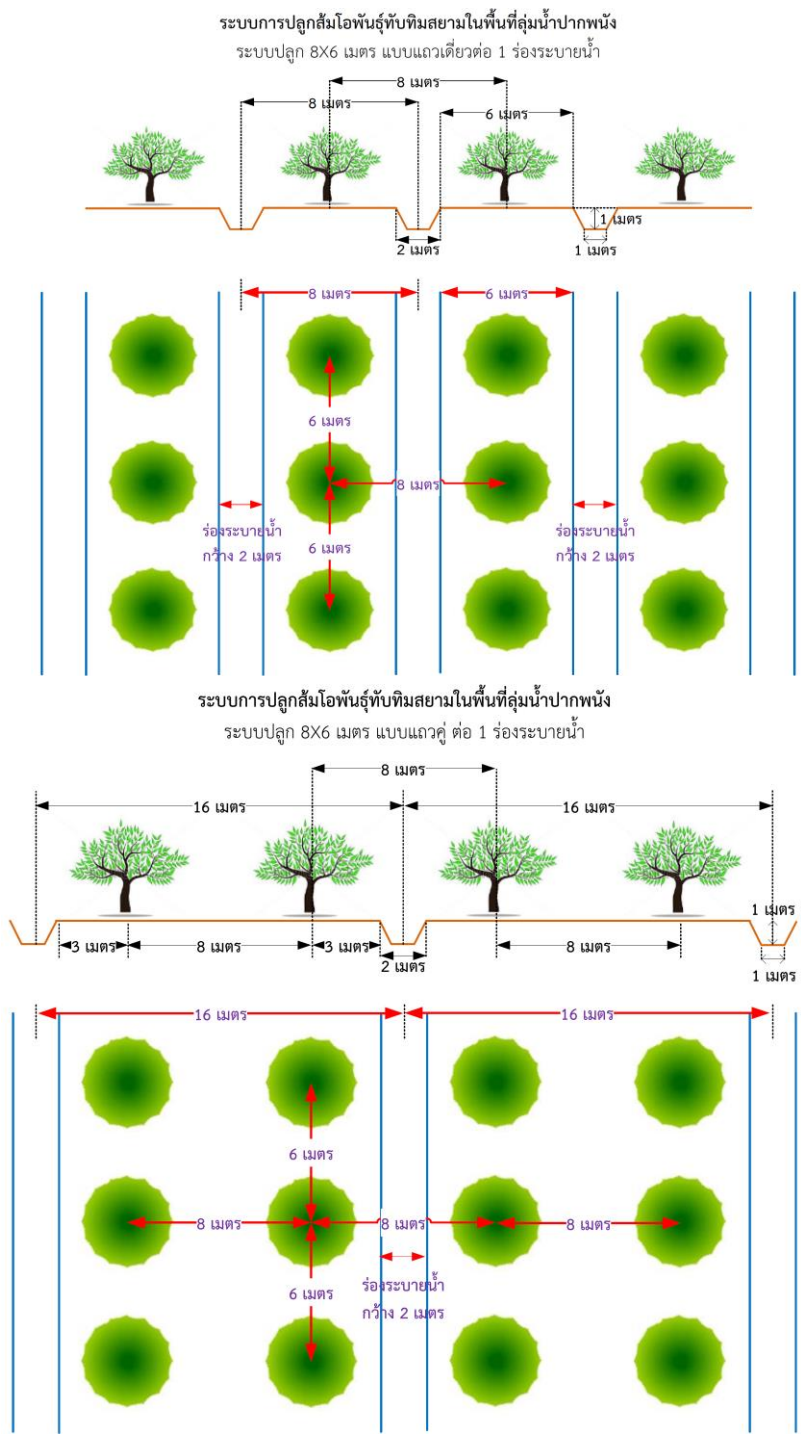 ระบบการปลูกส้มโอพันธุ์ทับทิมสยามในพื้นที่ลุ่มน้ำปากพนัง
ระบบปลูก 8X6 เมตร แบบแถวเดี่ยวต่อ 1 ร่องระบายน้ำ
8 เมตร
8 เมตร
6 เมตร
1 เมตร
2 เมตร
1 เมตร
8 เมตร
6 เมตร
6 เมตร
8 เมตร
ร่องระบายน้ำ
กว้าง 2 เมตร
6 เมตร
ร่องระบายน้ำ
กว้าง 2 เมตร
ระบบการปลูกส้มโอพันธุ์ทับทิมสยามในพื้นที่ลุ่มน้ำปากพนัง
ระบบปลูก 8X6 เมตร แบบแถวคู่ ต่อ 1 ร่องระบายน้ำ
8 เมตร
16 เมตร
16 เมตร
1 เมตร
3 เมตร
8 เมตร
3 เมตร
2 เมตร
8 เมตร
1 เมตร
16 เมตร
16 เมตร
6 เมตร
8 เมตร
8 เมตร
8 เมตร
6 เมตร
ร่องระบายน้ำ
กว้าง 2 เมตร